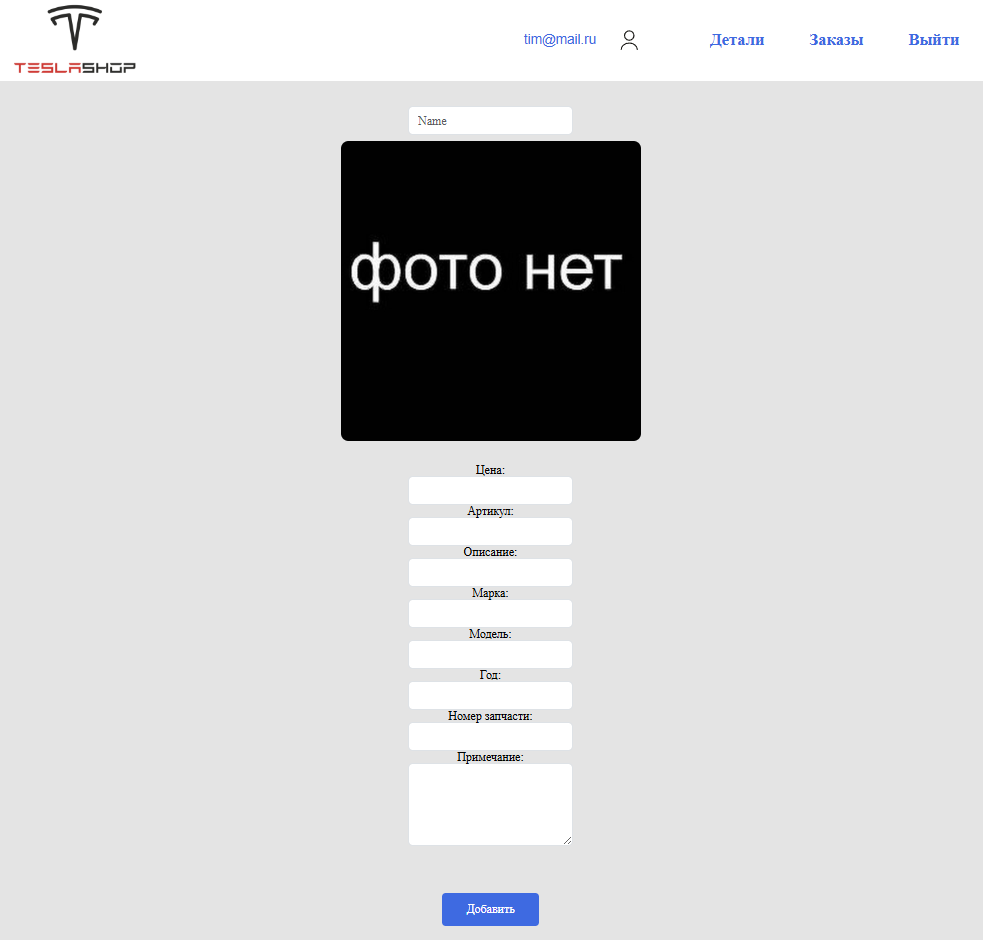 TESLASHOP
tim@mail.ru
Детали
Заказы
Выйти
Name
фото нет
Цена:
Артикул:
Описание:
Марка:
Модель:
Год:
Номер запчасти:
Примечание:
Добавить